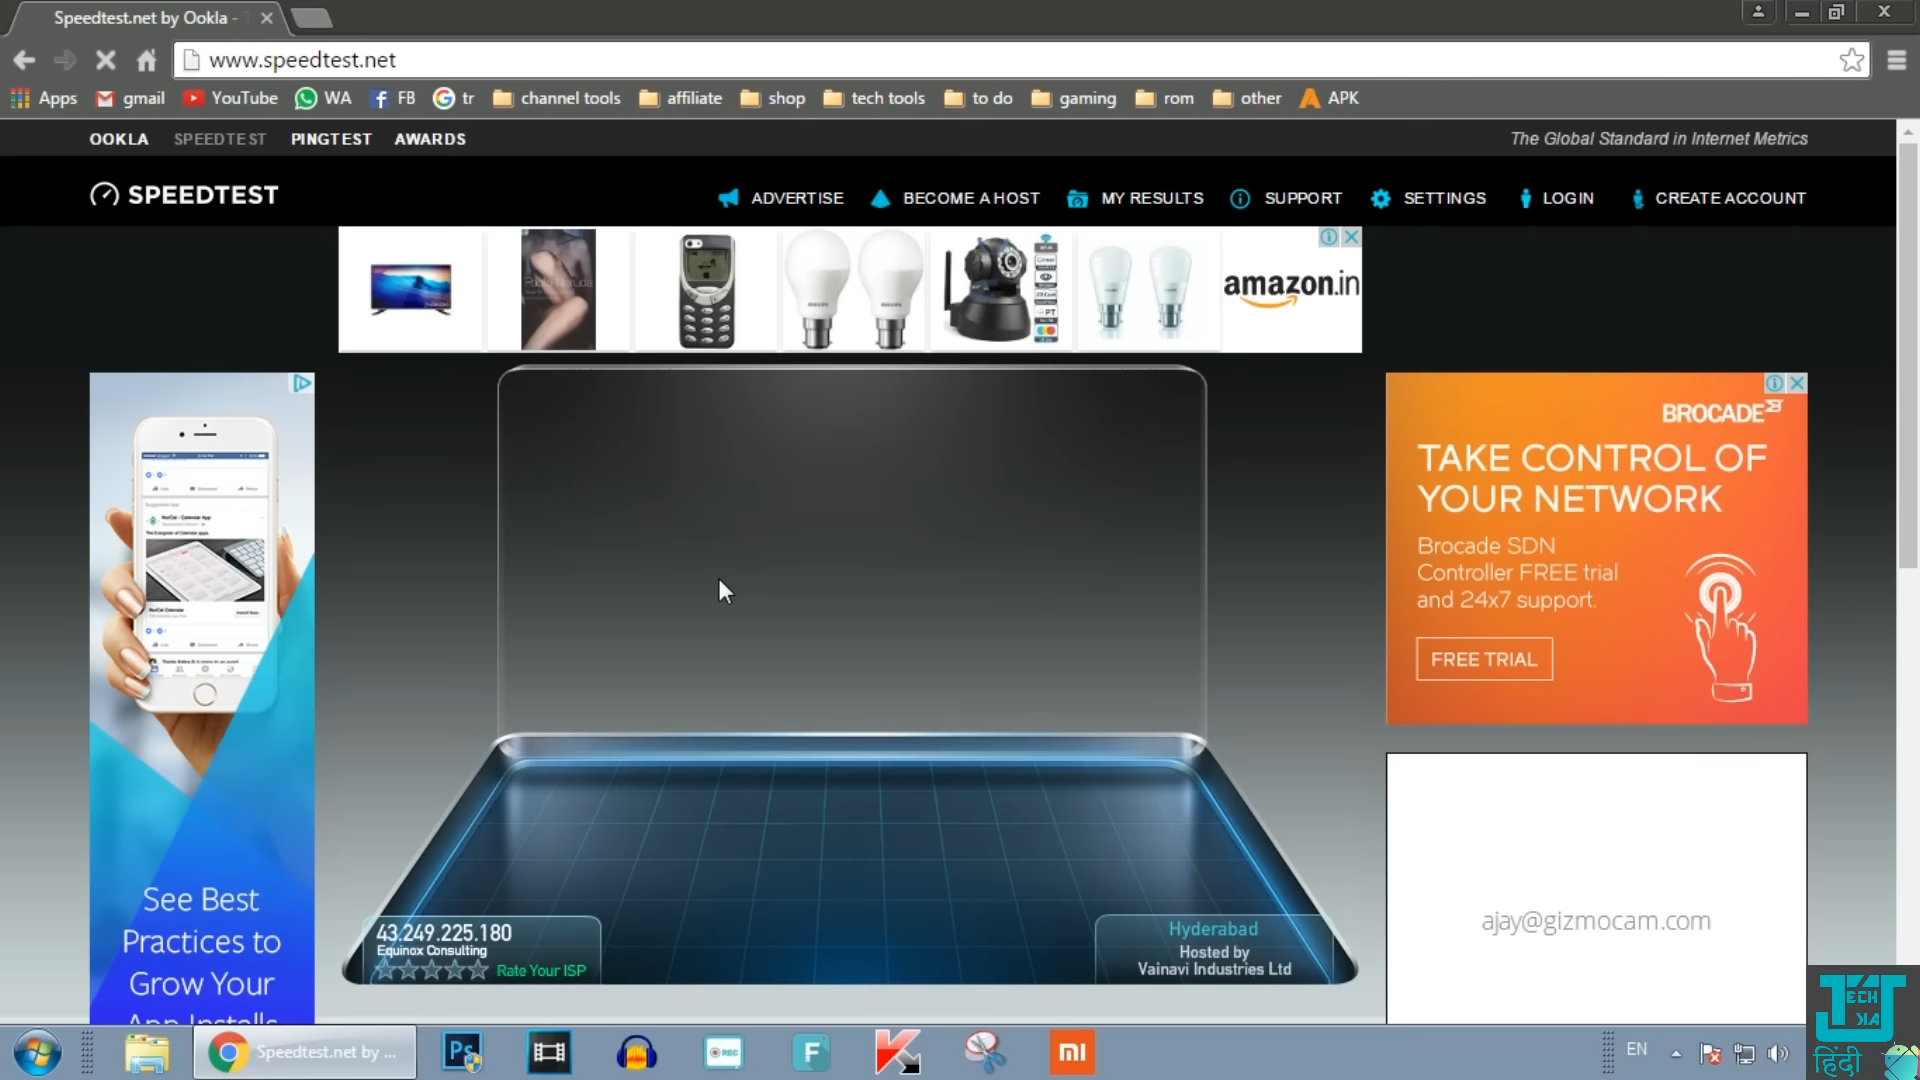 Speedtest.net by Ookla -
www.speedtest.net
Apps gmail YouTube WA FB tr channel tools affiliate shop tech tools to do gaming rom other APK
OOKLA SPEEDTEST PINGTEST AWARDS
The Global Standard in Internet Metrics
SPEEDTEST
ADVERTISE BECOME A HOST MY RESULTS SUPPORT SETTINGS LOGIN CREATE ACCOUNT
amazon.in
BROCADE
TAKE CONTROL OF
YOUR NETWORK
Brocade SDN
Controller FREE trial
and 24x7 support.
FREE TRIAL
See Best
Practices to
Grow Your
App Installs
43.249.225.180
Equinox Consulting
Rate Your ISP
Hyderabad
Hosted by
Vainavi Industries Ltd
ajay@gizmocam.com
Speedtest.net by ...
Ps
REC
F
mi
EN
हिंदी